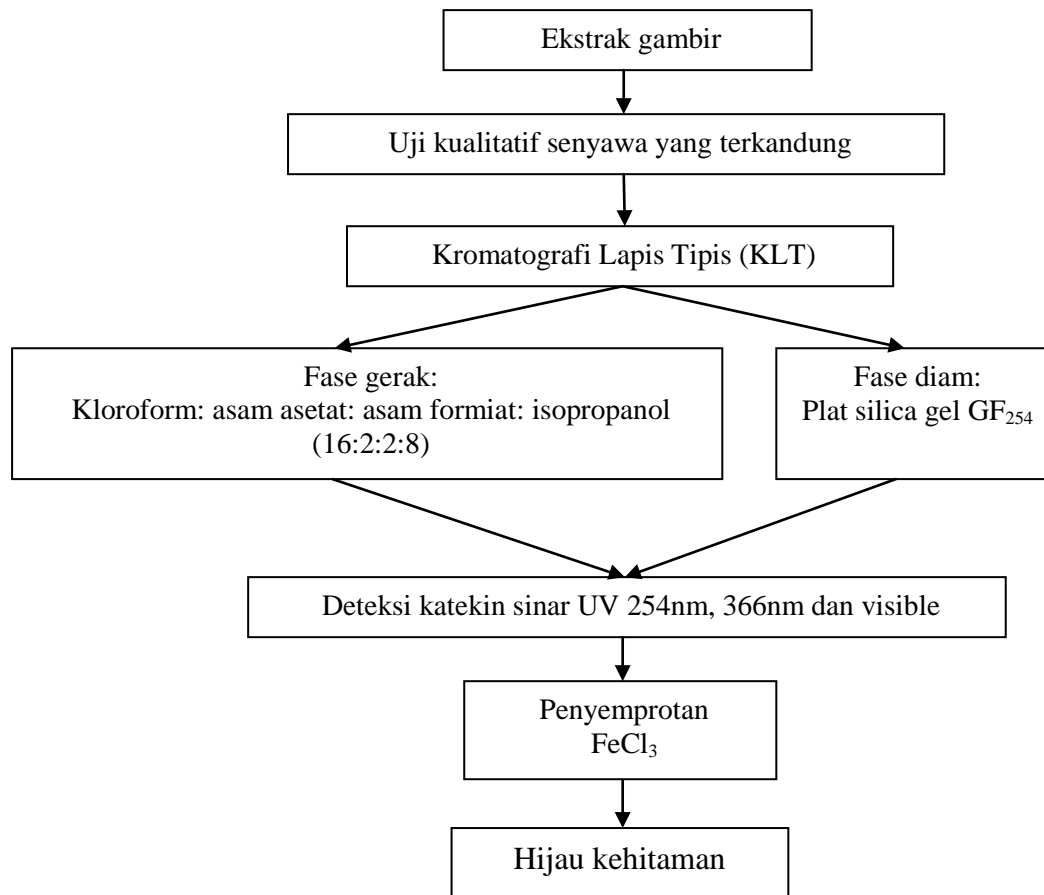 Ekstrak gambir
Uji kualitatif senyawa yang terkandung
Kromatografi Lapis Tipis (KLT)
Fase gerak:
Kloroform: asam asetat: asam formiat: isopropanol
(16:2:2:8)
Fase diam:
Plat silica gel GF₂₅₄
Deteksi katekin sinar UV 254nm, 366nm dan visible
Penyemprotan
FeCl₃
Hijau kehitaman